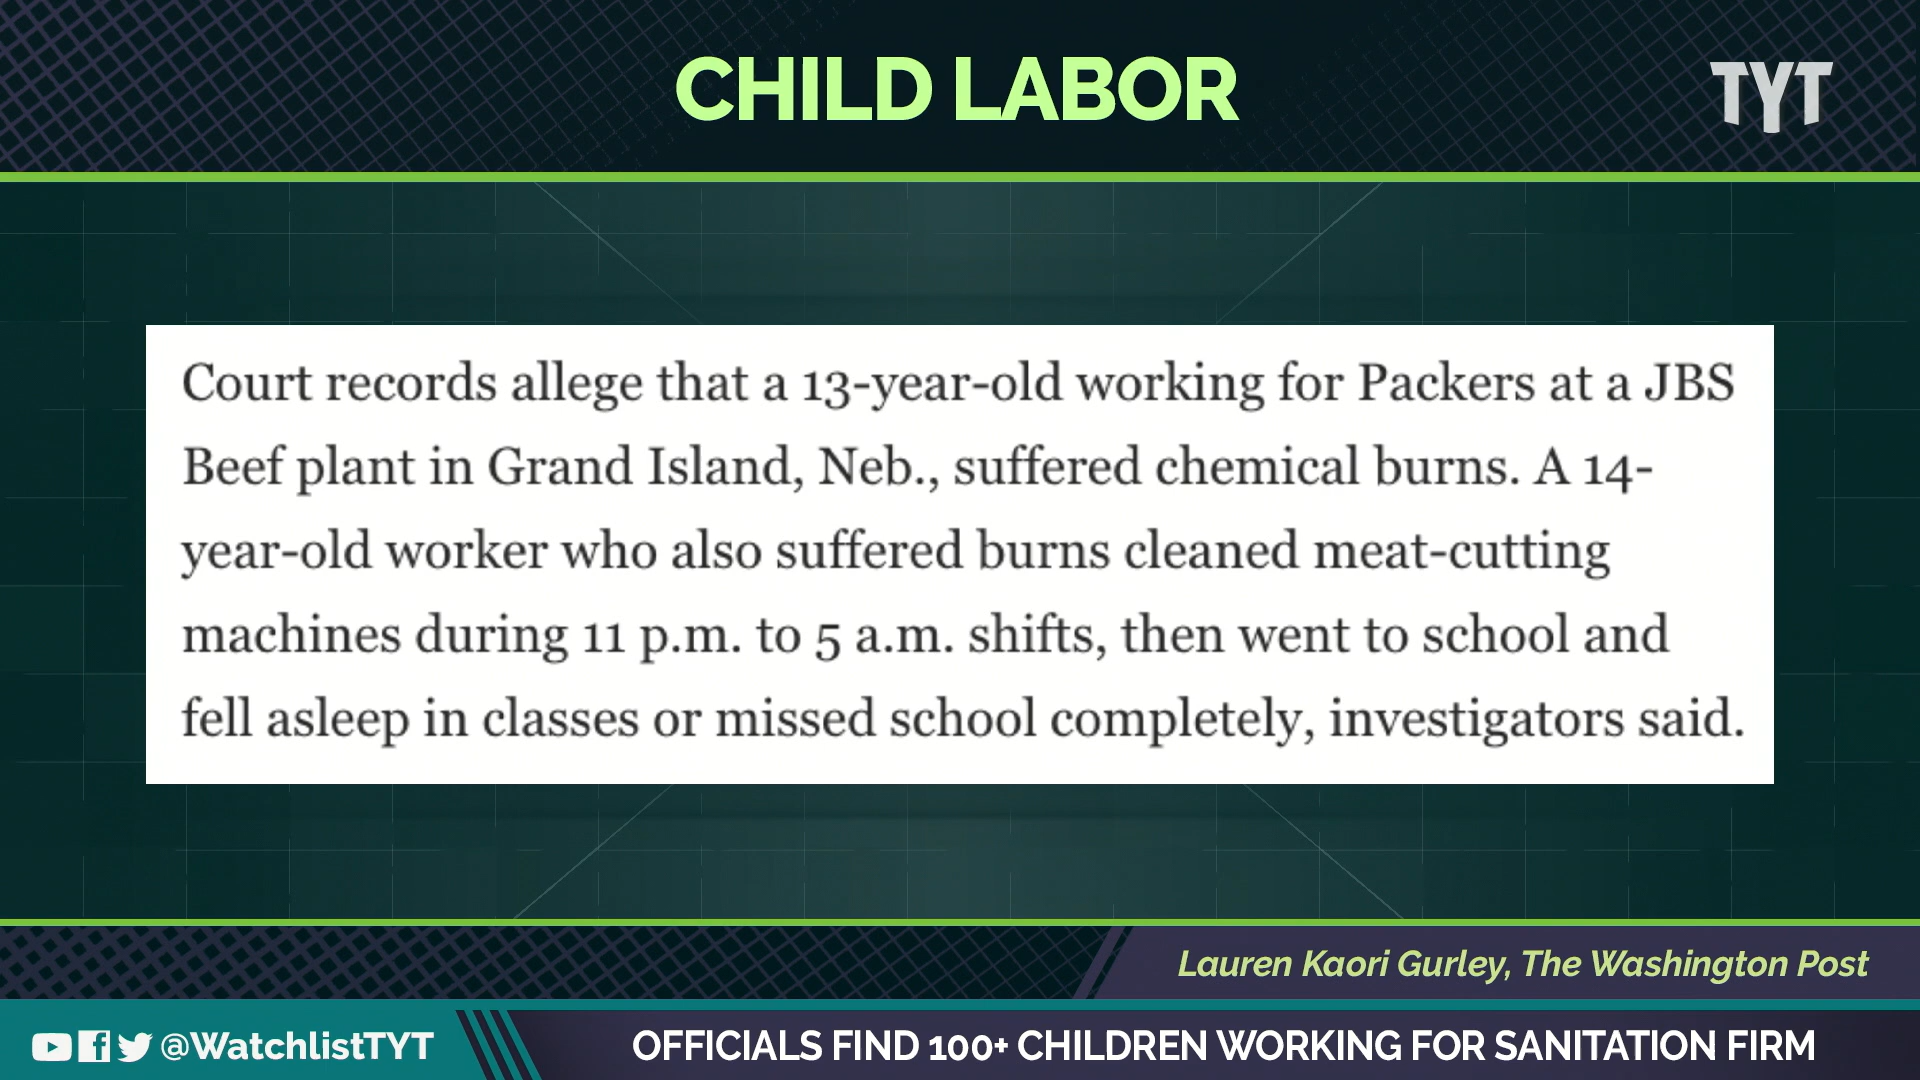 CHILD LABOR
TYT
Court records allege that a 13-year-old working for Packers at a JBS
Beef plant in Grand Island, Neb., suffered chemical burns. A 14-
year-old worker who also suffered burns cleaned meat-cutting
machines during 11 p.m. to 5 a.m. shifts, then went to school and
fell asleep in classes or missed school completely, investigators said.
Lauren Kaori Gurley, The Washington Post
@WatchlistTYT
OFFICIALS FIND 100+ CHILDREN WORKING FOR SANITATION FIRM